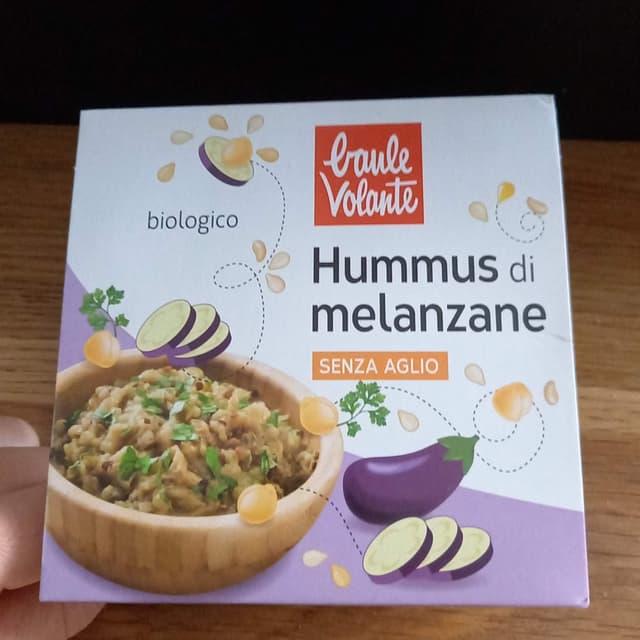 baule
Volante
biologico
Hummus di
melanzane
SENZA AGLIO